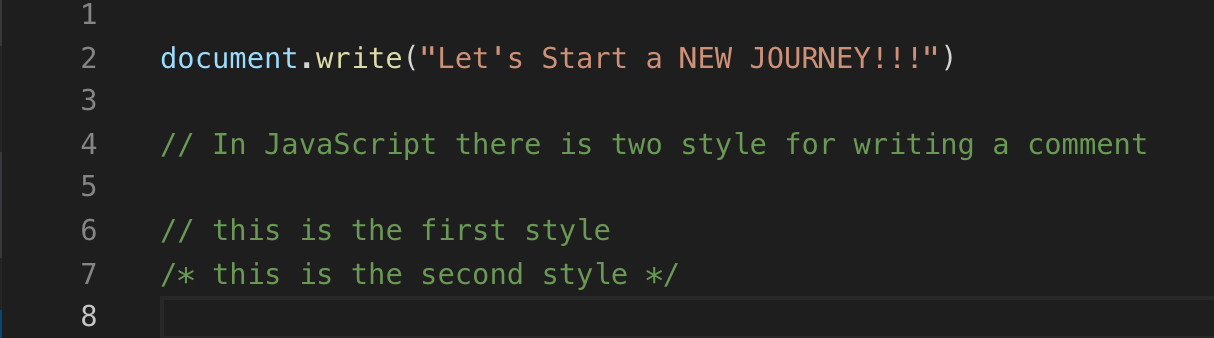 1
2 document.write("Let's Start a NEW JOURNEY!!!")
3
4 // In JavaScript there is two style for writing a comment
5
6 // this is the first style
7 /* this is the second style */
8